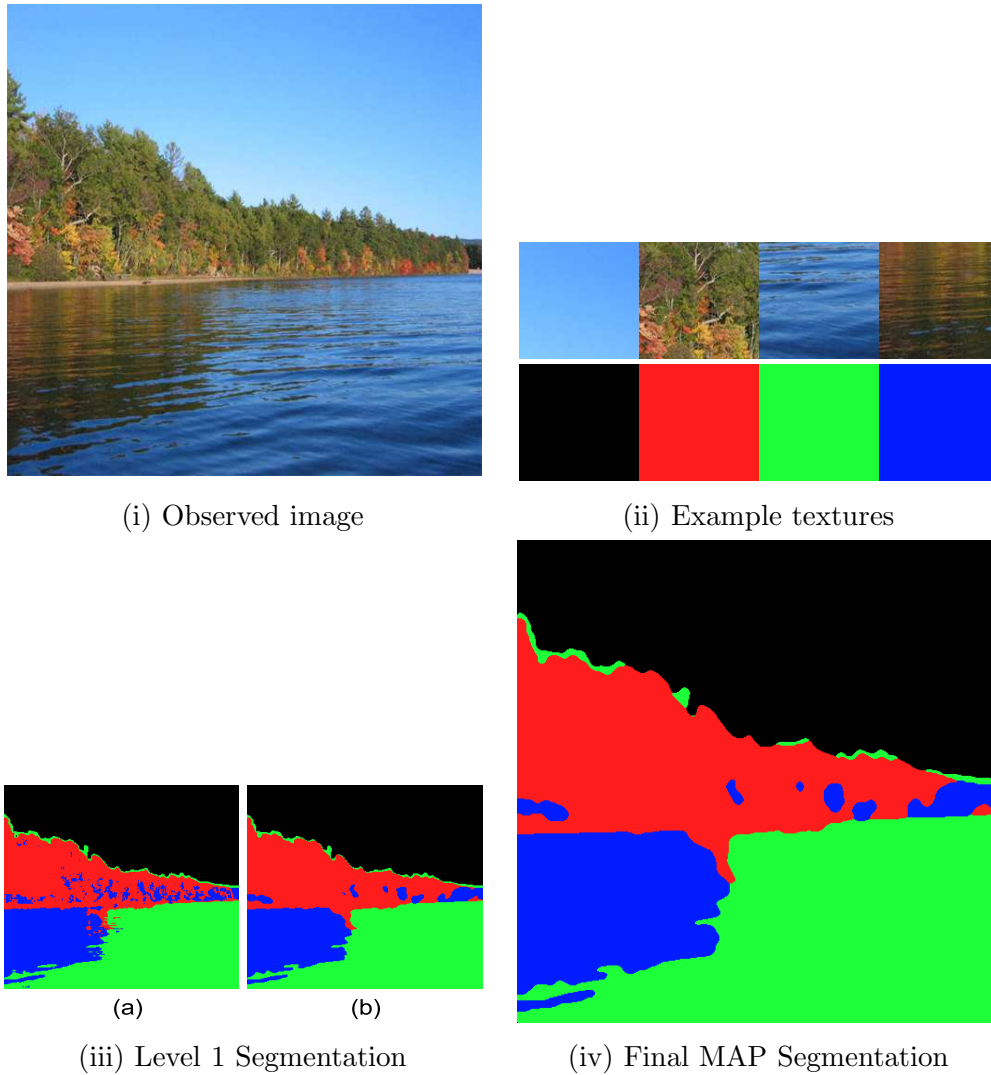 (i) Observed image
(ii) Example textures
(a)
(b)
(iii) Level 1 Segmentation
(iv) Final MAP Segmentation